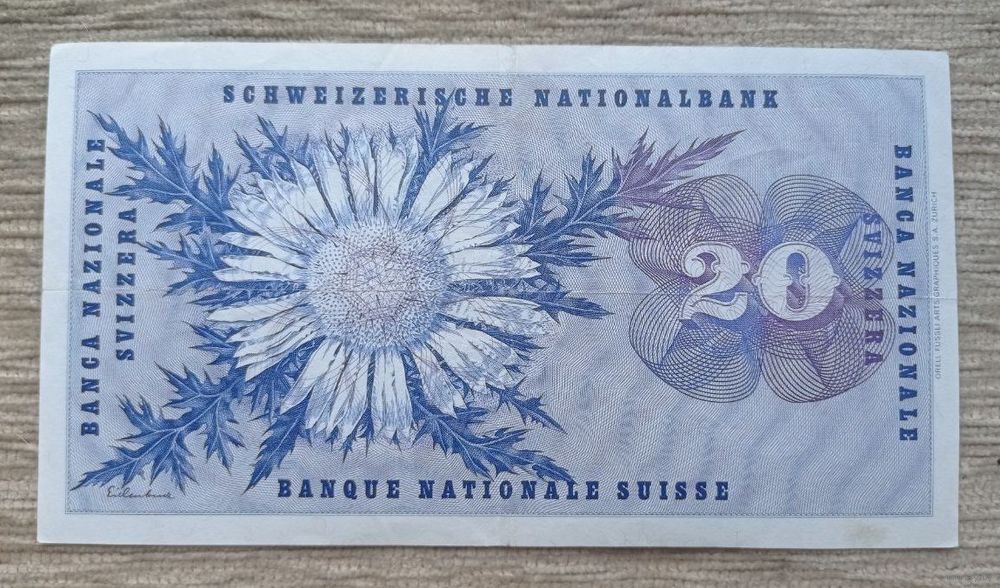 SCHWEIZERISCHE NATIONALBANK
BANCA NAZIONALE
SVIZZERA
20
BANCA NAZIONALE
SVIZZERA
ORELL FÜSSLI ARTS GRAPHIQUES S.A. ZURICH
BANQUE NATIONALE SUISSE